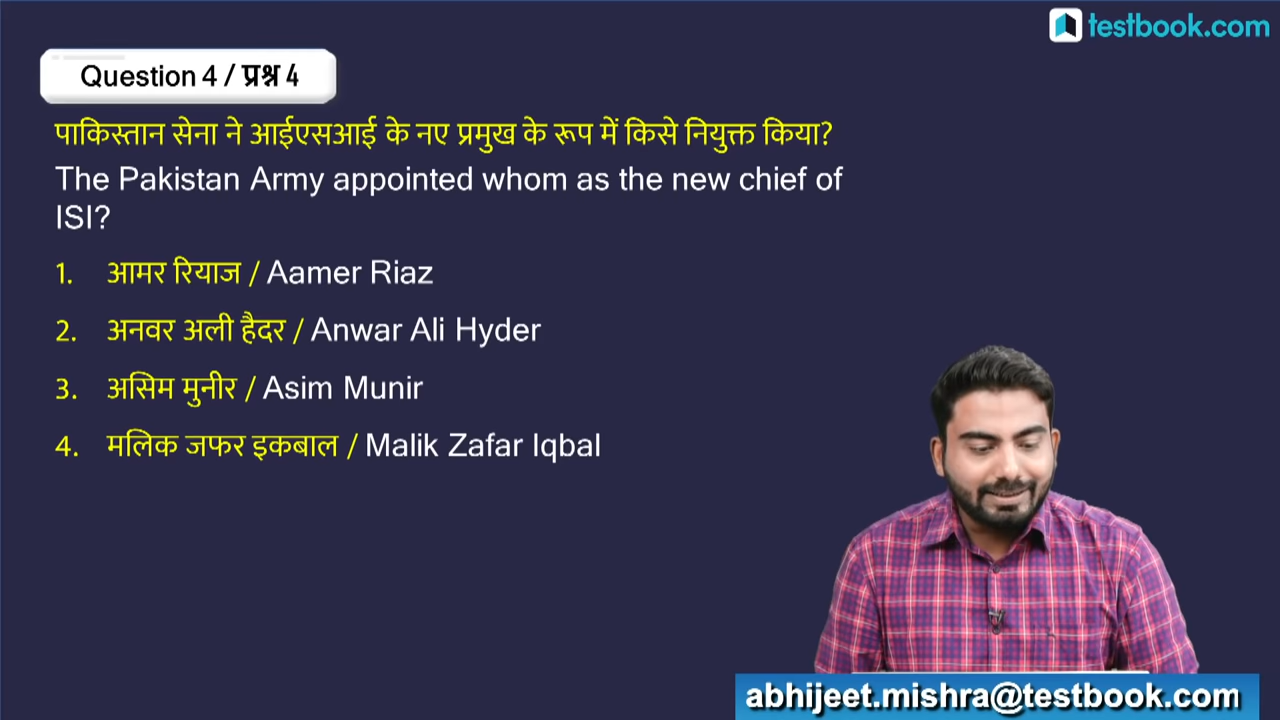 testbook.com
Question 4 / प्रश्न 4
पाकिस्तान सेना ने आईएसआई के नए प्रमुख के रूप में किसे नियुक्त किया?
The Pakistan Army appointed whom as the new chief of
ISI?
1. आमर रियाज / Aamer Riaz
2. अनवर अली हैदर / Anwar Ali Hyder
3. असिम मुनीर / Asim Munir
4. मलिक जफर इकबाल / Malik Zafar Iqbal
abhijeet.mishra@testbook.com